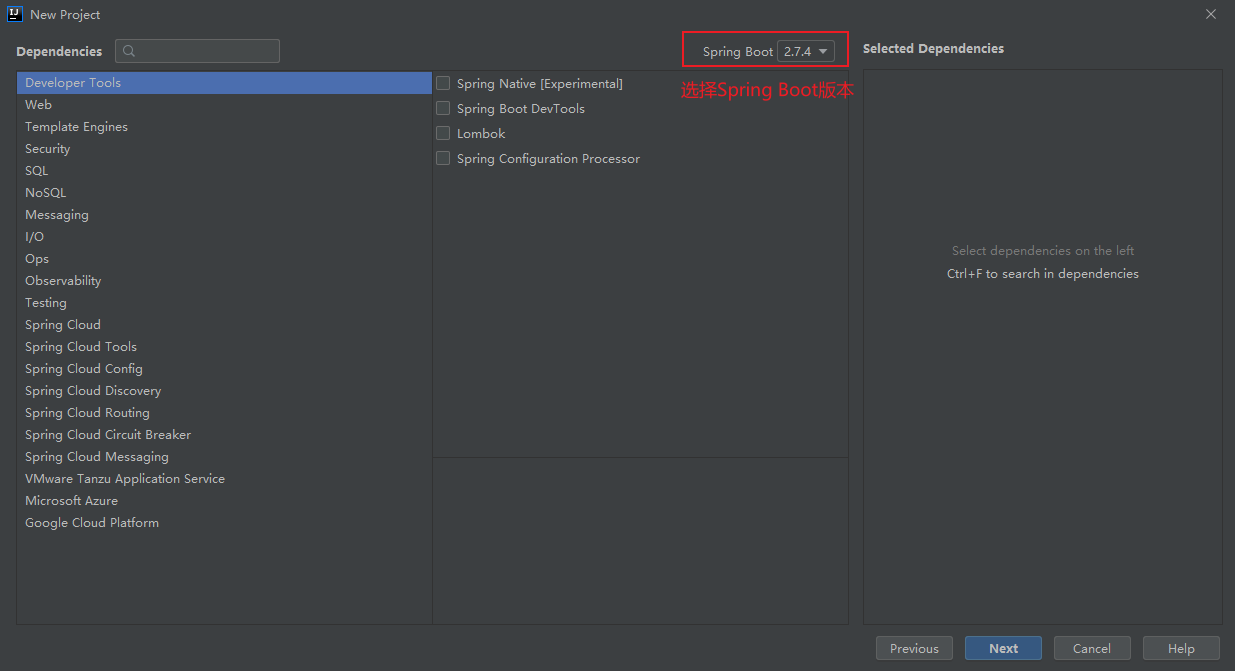 IJ
New Project
Dependencies
Spring Boot 2.7.4
Selected Dependencies
选择Spring Boot版本
Developer Tools
Web
Template Engines
Security
SQL
NoSQL
Messaging
I/O
Ops
Observability
Testing
Spring Cloud
Spring Cloud Tools
Spring Cloud Config
Spring Cloud Discovery
Spring Cloud Routing
Spring Cloud Circuit Breaker
Spring Cloud Messaging
VMware Tanzu Application Service
Microsoft Azure
Google Cloud Platform
Spring Native [Experimental]
Spring Boot DevTools
Lombok
Spring Configuration Processor
Select dependencies on the left
Ctrl+F to search in dependencies
Previous
Next
Cancel
Help